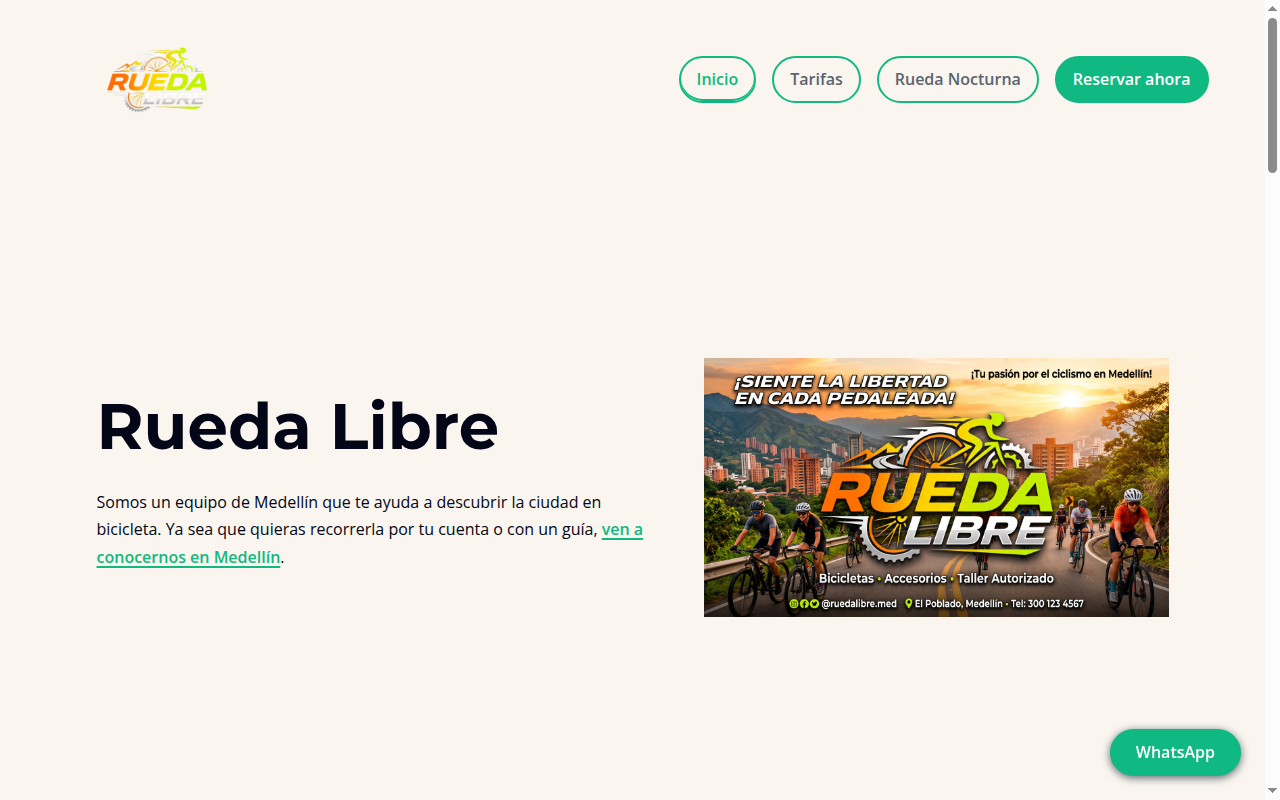 RUEDA
LIBRE
Inicio
Tarifas
Rueda Nocturna
Reservar ahora
Rueda Libre
Somos un equipo de Medellín que te ayuda a descubrir la ciudad en
bicicleta. Ya sea que quieras recorrerla por tu cuenta o con un guía, ven a
conocernos en Medellín.
¡SIENTE LA LIBERTAD
EN CADA PEDALEADA!
¡Tu pasión por el ciclismo en Medellín!
RUEDA
LIBRE
Bicicletas • Accesorios • Taller Autorizado
@ruedalibre.med El Poblado, Medellín • Tel: 300 123 4567
WhatsApp